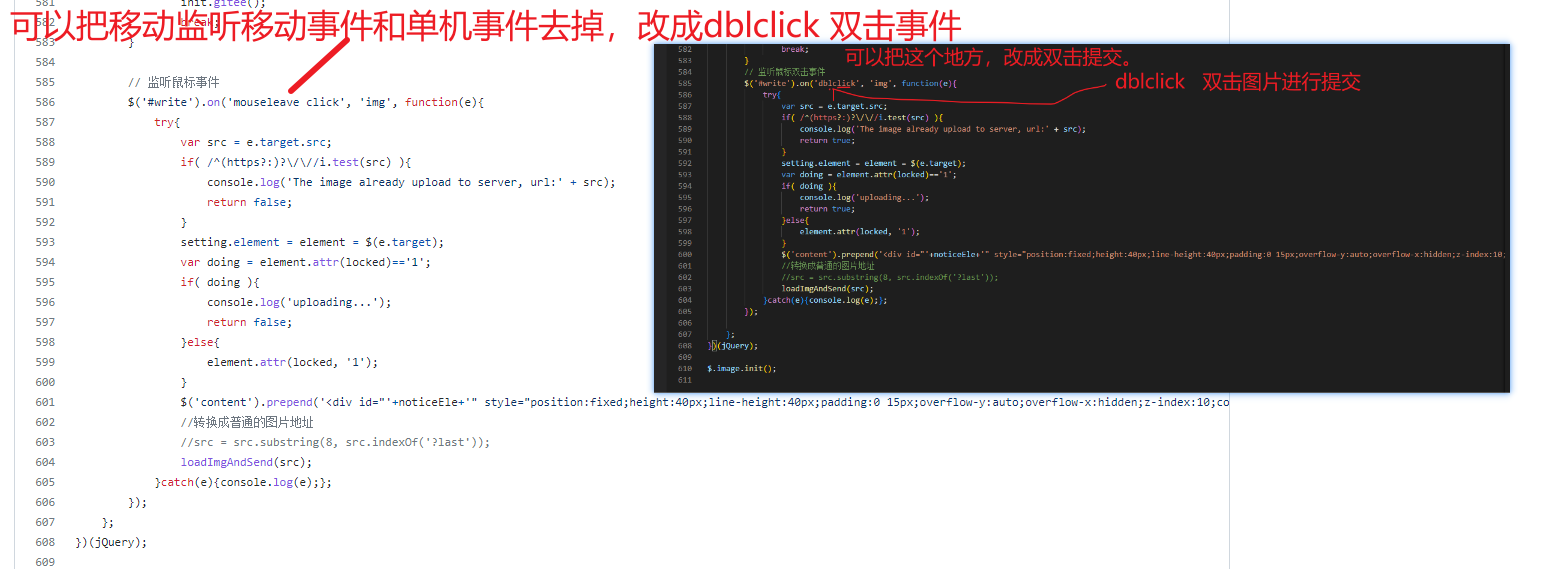 581 init.gitee();
可以把移动监听移动事件和单机事件去掉，改成dblclick 双击事件
break;
583 }
584
585 // 监听鼠标事件
586 $('#write').on('mouseleave click', 'img', function(e){
587 try{
588 var src = e.target.src;
589 if( /^(https?:)?\/\//i.test(src) ){
590 console.log('The image already upload to server, url:' + src);
591 return false;
592 }
593 setting.element = element = $(e.target);
594 var doing = element.attr(locked)=='1';
595 if( doing ){
596 console.log('uploading...');
597 return false;
598 }else{
599 element.attr(locked, '1');
600 }
601 $('content').prepend('<div id="'+noticeEle+'" style="position:fixed;height:40px;line-height:40px;padding:0 15px;overflow-y:auto;overflow-x:hidden;z-index:10;co
602 //转换成普通的图片地址
603 //src = src.substring(8, src.indexOf('?last'));
604 loadImgAndSend(src);
605 }catch(e){console.log(e);};
606 });
607 };
608 })(jQuery);
609
582 break;
可以把这个地方，改成双击提交。
583 }
584 // 监听鼠标双击事件
dblclick 双击图片进行提交
585 $('#write').on('dblclick', 'img', function(e){
586 try{
587 var src = e.target.src;
588 if( /^(https?:)?\/\//i.test(src) ){
589 console.log('The image already upload to server, url:' + src);
590 return true;
591 }
592 setting.element = element = $(e.target);
593 var doing = element.attr(locked)=='1';
594 if( doing ){
595 console.log('uploading...');
596 return true;
597 }else{
598 element.attr(locked, '1');
599 }
600 $('content').prepend('<div id="'+noticeEle+'" style="position:fixed;height:40px;line-height:40px;padding:0 15px;overflow-y:auto;overflow-x:hidden;z-index:10;
601 //转换成普通的图片地址
602 //src = src.substring(8, src.indexOf('?last'));
603 loadImgAndSend(src);
604 }catch(e){console.log(e);};
605 });
606
607 };
608 })(jQuery);
609
610 $.image.init();
611